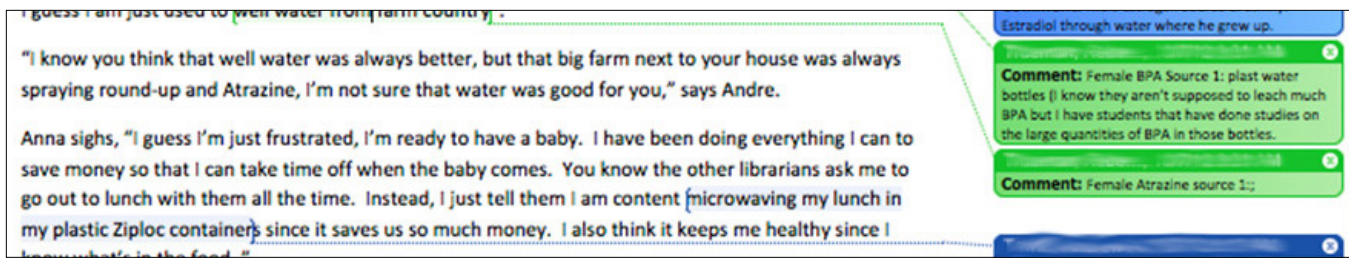 I guess I am just used to well water from farm country .
“I know you think that well water was always better, but that big farm next to your house was always
spraying round-up and Atrazine, I’m not sure that water was good for you,” says Andre.
Anna sighs, “I guess I’m just frustrated, I’m ready to have a baby. I have been doing everything I can to
save money so that I can take time off when the baby comes. You know the other librarians ask me to
go out to lunch with them all the time. Instead, I just tell them I am content microwaving my lunch in
my plastic Ziploc containers since it saves us so much money. I also think it keeps me healthy since I
know what’s in the food. ”
Estradiol through water where he grew up.
Comment: Female BPA Source 1: plast water
bottles (I know they aren’t supposed to leach much
BPA but I have students that have done studies on
the large quantities of BPA in those bottles.
Comment: Female Atrazine source 1:;